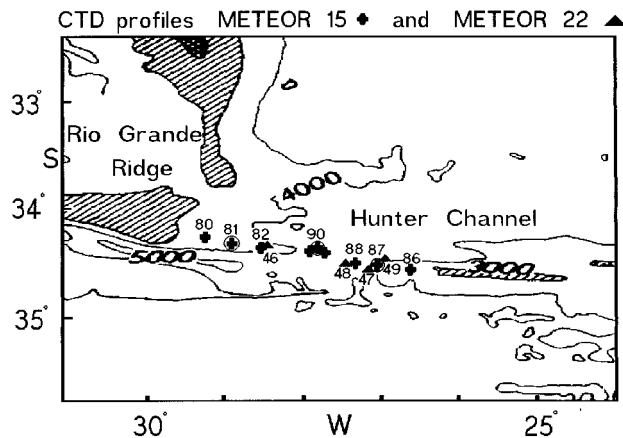 CTD profiles METEOR 15 ✚ and METEOR 22 ▲
33°
Rio Grande
Ridge
S
4000
34°
Hunter Channel
80 81 82 90 88 87 86
46 48 47 49
5000
3000
35°
30° W 25°